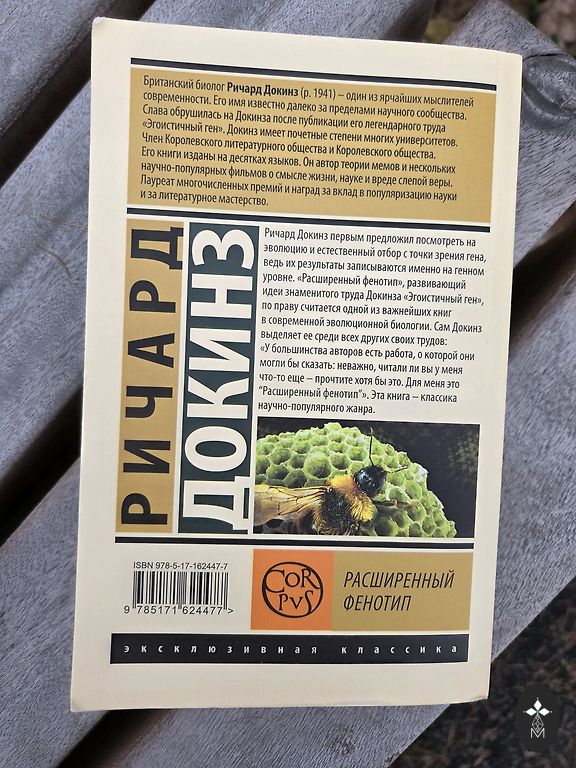 Британский биолог Ричард Докинз (р. 1941) – один из ярчайших мыслителей
современности. Его имя известно далеко за пределами научного сообщества.
Слава обрушилась на Докинза после публикации его легендарного труда
«Эгоистичный ген». Докинз имеет почетные степени многих университетов.
Член Королевского литературного общества и Королевского общества.
Его книги изданы на десятках языков. Он автор теории мемов и нескольких
научно-популярных фильмов о смысле жизни, науке и вреде слепой веры.
Лауреат многочисленных премий и наград за вклад в популяризацию науки
и за литературное мастерство.
РИЧАРД
ДОКИНЗ
Ричард Докинз первым предложил посмотреть на
эволюцию и естественный отбор с точки зрения гена,
ведь их результаты записываются именно на генном
уровне. «Расширенный фенотип», развивающий
идеи знаменитого труда Докинза «Эгоистичный ген»,
по праву считается одной из важнейших книг
в современной эволюционной биологии. Сам Докинз
выделяет ее среди всех других своих трудов:
«У большинства авторов есть работа, о которой они
могли бы сказать: неважно, читали ли вы у меня
что-то еще – прочтите хотя бы это. Для меня это
"Расширенный фенотип"». Эта книга – классика
научно-популярного жанра.
ISBN 978-5-17-162447-7
9 785171 624477>
COR
PVS
РАСШИРЕННЫЙ
ФЕНОТИП
эксклюзивная классика
M